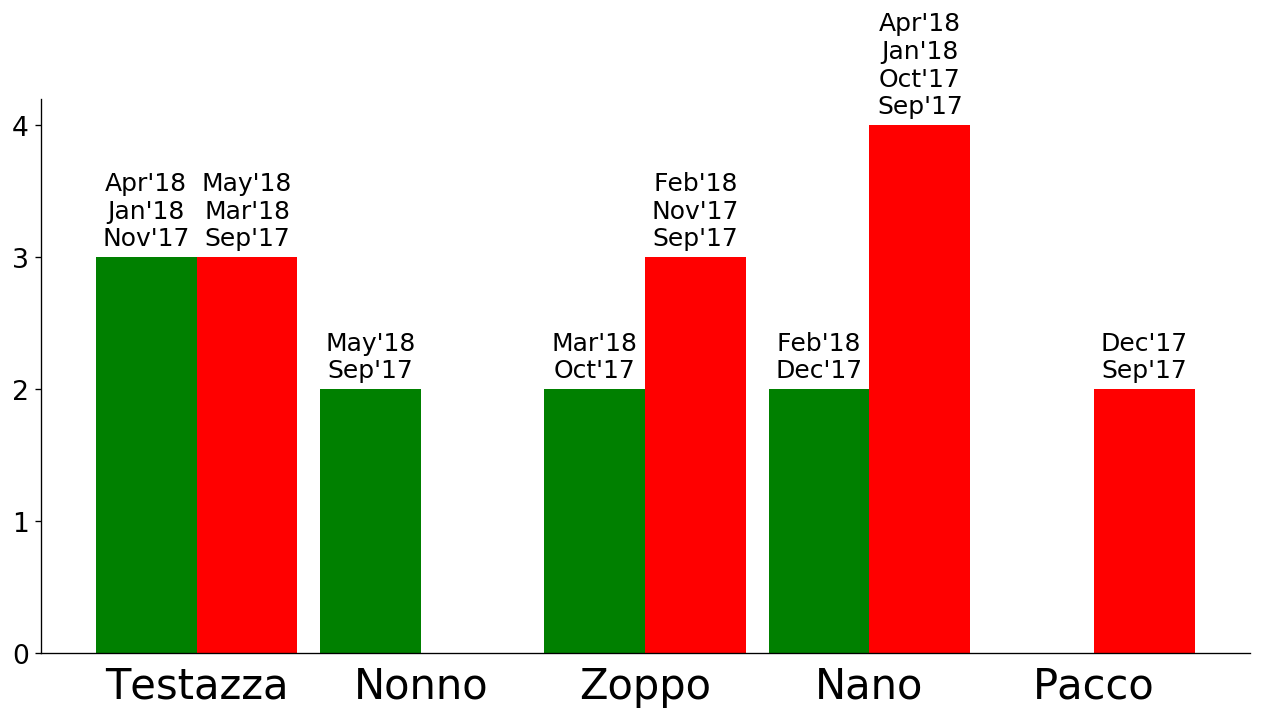 Apr'18
Jan'18
Oct'17
Sep'17
4
Apr'18 May'18
Jan'18 Mar'18
Nov'17 Sep'17
Feb'18
Nov'17
Sep'17
3
May'18
Sep'17
Mar'18
Oct'17
Feb'18
Dec'17
Dec'17
Sep'17
2
1
0
Testazza Nonno Zoppo Nano Pacco